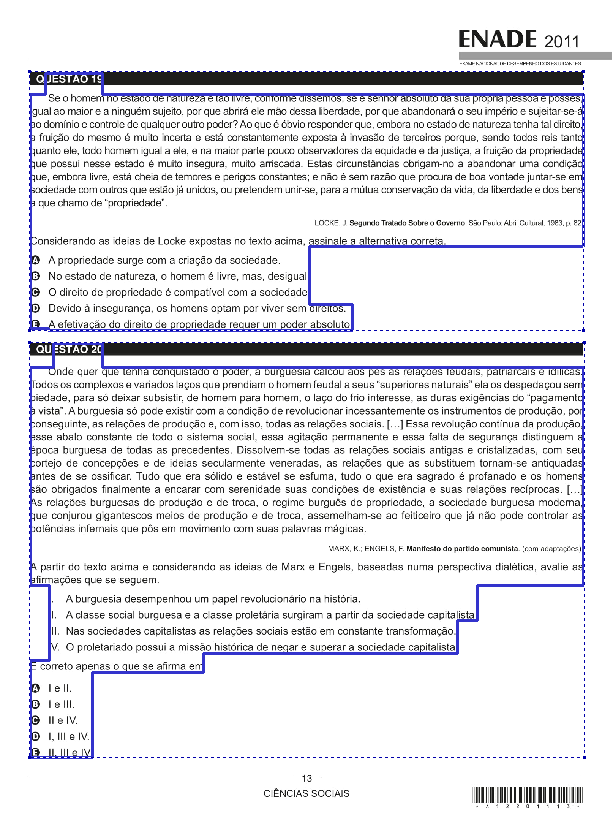 ENADE 2011
EXAME NACIONAL DE DESEMPENHO DOS ESTUDANTES
QUESTÃO 19
Se o homem no estado de natureza é tão livre, conforme dissemos, se é senhor absoluto da sua própria pessoa e posses,
igual ao maior e a ninguém sujeito, por que abrirá ele mão dessa liberdade, por que abandonará o seu império e sujeitar-se-á
ao domínio e controle de qualquer outro poder? Ao que é óbvio responder que, embora no estado de natureza tenha tal direito,
a fruição do mesmo é muito incerta e está constantemente exposta à invasão de terceiros porque, sendo todos reis tanto
quanto ele, todo homem igual a ele, e na maior parte pouco observadores da equidade e da justiça, a fruição da propriedade
que possui nesse estado é muito insegura, muito arriscada. Estas circunstâncias obrigam-no a abandonar uma condição
que, embora livre, está cheia de temores e perigos constantes; e não é sem razão que procura de boa vontade juntar-se em
sociedade com outros que estão já unidos, ou pretendem unir-se, para a mútua conservação da vida, da liberdade e dos bens
a que chamo de “propriedade”.
LOCKE, J. Segundo Tratado Sobre o Governo. São Paulo: Abril Cultural, 1983, p. 82
Considerando as ideias de Locke expostas no texto acima, assinale a alternativa correta.
A A propriedade surge com a criação da sociedade.
B No estado de natureza, o homem é livre, mas, desigual
C O direito de propriedade é compatível com a sociedade
D Devido à insegurança, os homens optam por viver sem direitos.
E A efetivação do direito de propriedade requer um poder absoluto
QUESTÃO 20
Onde quer que tenha conquistado o poder, a burguesia calcou aos pés as relações feudais, patriarcais e idílicas.
Todos os complexos e variados laços que prendiam o homem feudal a seus “superiores naturais” ela os despedaçou sem
piedade, para só deixar subsistir, de homem para homem, o laço do frio interesse, as duras exigências do “pagamento
à vista”. A burguesia só pode existir com a condição de revolucionar incessantemente os instrumentos de produção, por
conseguinte, as relações de produção e, com isso, todas as relações sociais. […] Essa revolução contínua da produção,
esse abalo constante de todo o sistema social, essa agitação permanente e essa falta de segurança distinguem a
época burguesa de todas as precedentes. Dissolvem-se todas as relações sociais antigas e cristalizadas, com seu
cortejo de concepções e de ideias secularmente veneradas, as relações que as substituem tornam-se antiquadas
antes de se ossificar. Tudo que era sólido e estável se esfuma, tudo o que era sagrado é profanado e os homens
são obrigados finalmente a encarar com serenidade suas condições de existência e suas relações recíprocas. […]
As relações burguesas de produção e de troca, o regime burguês de propriedade, a sociedade burguesa moderna,
que conjurou gigantescos meios de produção e de troca, assemelham-se ao feiticeiro que já não pode controlar as
potências infernais que pôs em movimento com suas palavras mágicas.
MARX, K.; ENGELS, F. Manifesto do partido comunista. (com adaptações)
A partir do texto acima e considerando as ideias de Marx e Engels, baseadas numa perspectiva dialética, avalie as
afirmações que se seguem.
I. A burguesia desempenhou um papel revolucionário na história.
II. A classe social burguesa e a classe proletária surgiram a partir da sociedade capitalista
III. Nas sociedades capitalistas as relações sociais estão em constante transformação.
IV. O proletariado possui a missão histórica de negar e superar a sociedade capitalista
É correto apenas o que se afirma em
A I e II.
B I e III.
C II e IV.
D I, III e IV.
E II, III e IV
13
CIÊNCIAS SOCIAIS